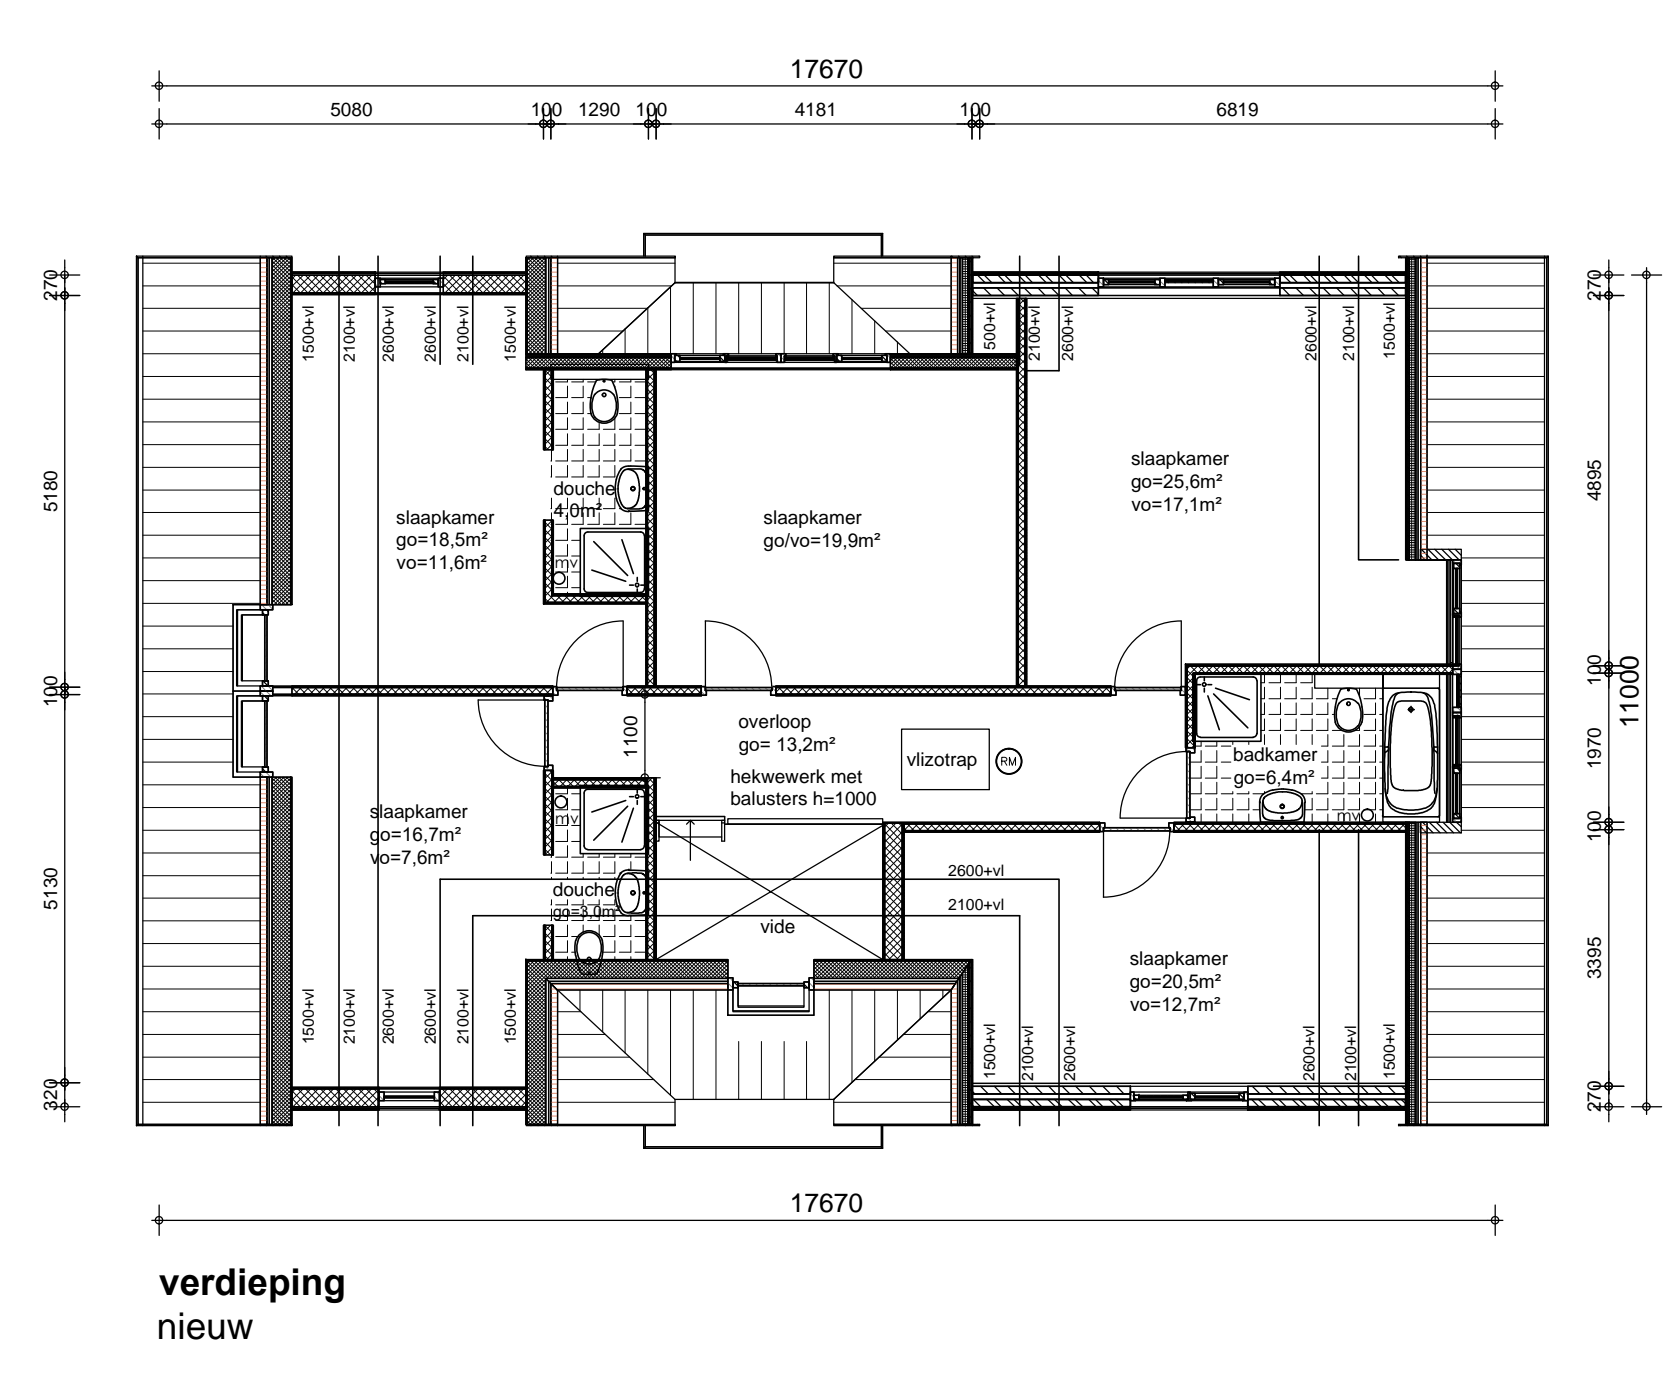 17670
5080
100
1290
100
4181
100
6819
270
5180
100
5130
320
270
4895
100
1970
100
3395
270
11000
1500+vl
2100+vl
2600+vl
2600+vl
2100+vl
1500+vl
500+vl
2100+vl
2600+vl
2600+vl
2100+vl
1500+vl
slaapkamer
go=18,5m²
vo=11,6m²
douche
4,0m²
mv
slaapkamer
go/vo=19,9m²
slaapkamer
go=25,6m²
vo=17,1m²
1100
overloop
go= 13,2m²
hekwewerk met
balusters h=1000
vlizotrap
RM
badkamer
go=6,4m²
mv
slaapkamer
go=16,7m²
vo=7,6m²
mv
douche
go=3,0m²
vide
2600+vl
2100+vl
slaapkamer
go=20,5m²
vo=12,7m²
1500+vl
2100+vl
2600+vl
2600+vl
2100+vl
1500+vl
1500+vl
2100+vl
2600+vl
2600+vl
2100+vl
1500+vl
17670
verdieping
nieuw